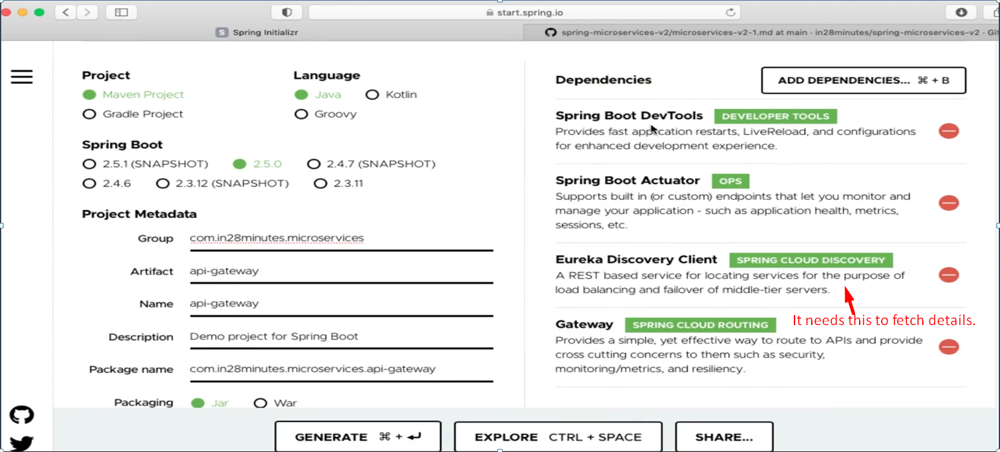 start.spring.io
S Spring Initializr
spring-microservices-v2/microservices-v2-1.md at main · in28minutes/spring-microservices-v2 · Git
Project
Maven Project
Gradle Project
Language
Java Kotlin
Groovy
Spring Boot
2.5.1 (SNAPSHOT) 2.5.0 2.4.7 (SNAPSHOT)
2.4.6 2.3.12 (SNAPSHOT) 2.3.11
Project Metadata
Group com.in28minutes.microservices
Artifact api-gateway
Name api-gateway
Description Demo project for Spring Boot
Package name com.in28minutes.microservices.api-gateway
Packaging Jar War
Dependencies ADD DEPENDENCIES... ⌘ + B
Spring Boot DevTools DEVELOPER TOOLS
Provides fast application restarts, LiveReload, and configurations
for enhanced development experience.
Spring Boot Actuator OPS
Supports built in (or custom) endpoints that let you monitor and
manage your application - such as application health, metrics,
sessions, etc.
Eureka Discovery Client SPRING CLOUD DISCOVERY
A REST based service for locating services for the purpose of
load balancing and failover of middle-tier servers.
It needs this to fetch details.
Gateway SPRING CLOUD ROUTING
Provides a simple, yet effective way to route to APIs and provide
cross cutting concerns to them such as security,
monitoring/metrics, and resiliency.
GENERATE ⌘ + ↵ EXPLORE CTRL + SPACE SHARE...